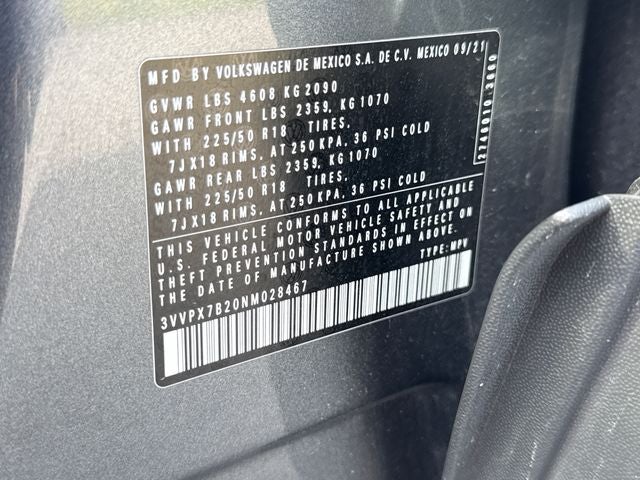 MFD BY VOLKSWAGEN DE MEXICO S.A. DE C.V. MEXICO 09/21
GVWR LBS 4608 KG 2090
GAWR FRONT LBS 2359, KG 1070
WITH 225/50 R18 TIRES,
7JX18 RIMS, AT 250 KPA, 36 PSI COLD
GAWR REAR LBS 2359, KG 1070
WITH 225/50 R18 TIRES,
7JX18 RIMS, AT 250 KPA, 36 PSI COLD
THIS VEHICLE CONFORMS TO ALL APPLICABLE
U.S. FEDERAL MOTOR VEHICLE SAFETY AND
THEFT PREVENTION STANDARDS IN EFFECT ON
THE DATE OF MANUFACTURE SHOWN ABOVE.
3VVPX7B20NM028467 TYPE: MPV